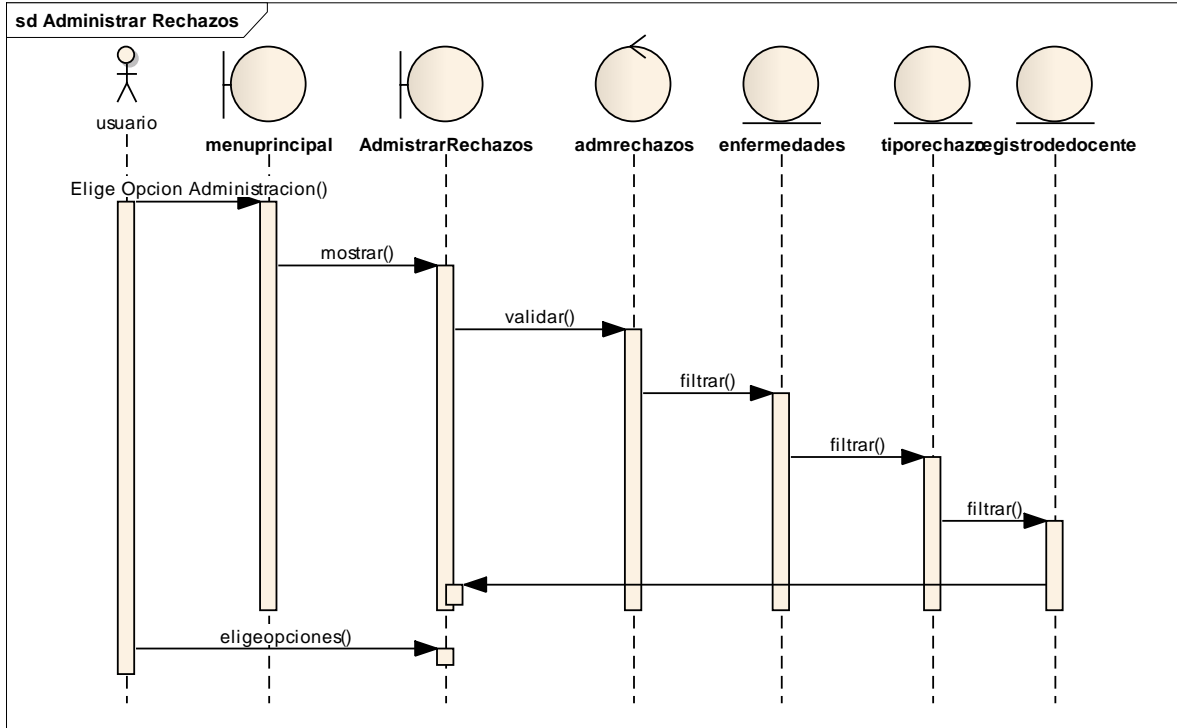 sd Administrar Rechazos
usuario
menuprincipal
AdmistrarRechazos
admrechazos
enfermedades
tiporechazo
registrodedocente
Elige Opcion Administracion()
mostrar()
validar()
filtrar()
filtrar()
filtrar()
eligeopciones()